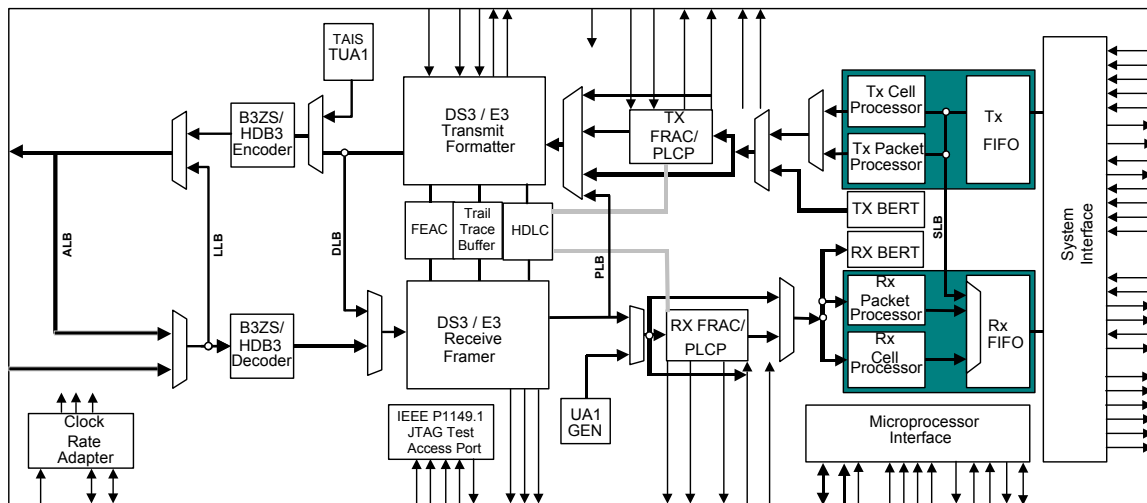 TAIS
TUA1
B3ZS/
HDB3
Encoder
DS3 / E3
Transmit
Formatter
TX
FRAC/
PLCP
Tx Cell
Processor
Tx Packet
Processor
Tx
FIFO
TX BERT
System
Interface
ALB
LLB
DLB
FEAC
Trail
Trace
Buffer
HDLC
PLB
SLB
RX BERT
B3ZS/
HDB3
Decoder
DS3 / E3
Receive
Framer
RX FRAC/
PLCP
Rx
Packet
Processor
Rx Cell
Processor
Rx
FIFO
UA1
GEN
Clock
Rate
Adapter
IEEE P1149.1
JTAG Test
Access Port
Microprocessor
Interface